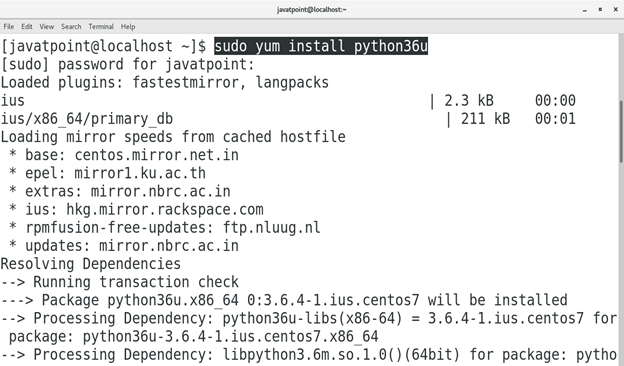 javatpoint@localhost:~
File Edit View Search Terminal Help
[javatpoint@localhost ~]$ sudo yum install python36u
[sudo] password for javatpoint:
Loaded plugins: fastestmirror, langpacks
ius | 2.3 kB 00:00
ius/x86_64/primary_db | 211 kB 00:01
Loading mirror speeds from cached hostfile
* base: centos.mirror.net.in
* epel: mirror1.ku.ac.th
* extras: mirror.nbrc.ac.in
* ius: hkg.mirror.rackspace.com
* rpmfusion-free-updates: ftp.nluug.nl
* updates: mirror.nbrc.ac.in
Resolving Dependencies
--> Running transaction check
---> Package python36u.x86_64 0:3.6.4-1.ius.centos7 will be installed
--> Processing Dependency: python36u-libs(x86-64) = 3.6.4-1.ius.centos7 for
package: python36u-3.6.4-1.ius.centos7.x86_64
--> Processing Dependency: libpython3.6m.so.1.0()(64bit) for package: pytho